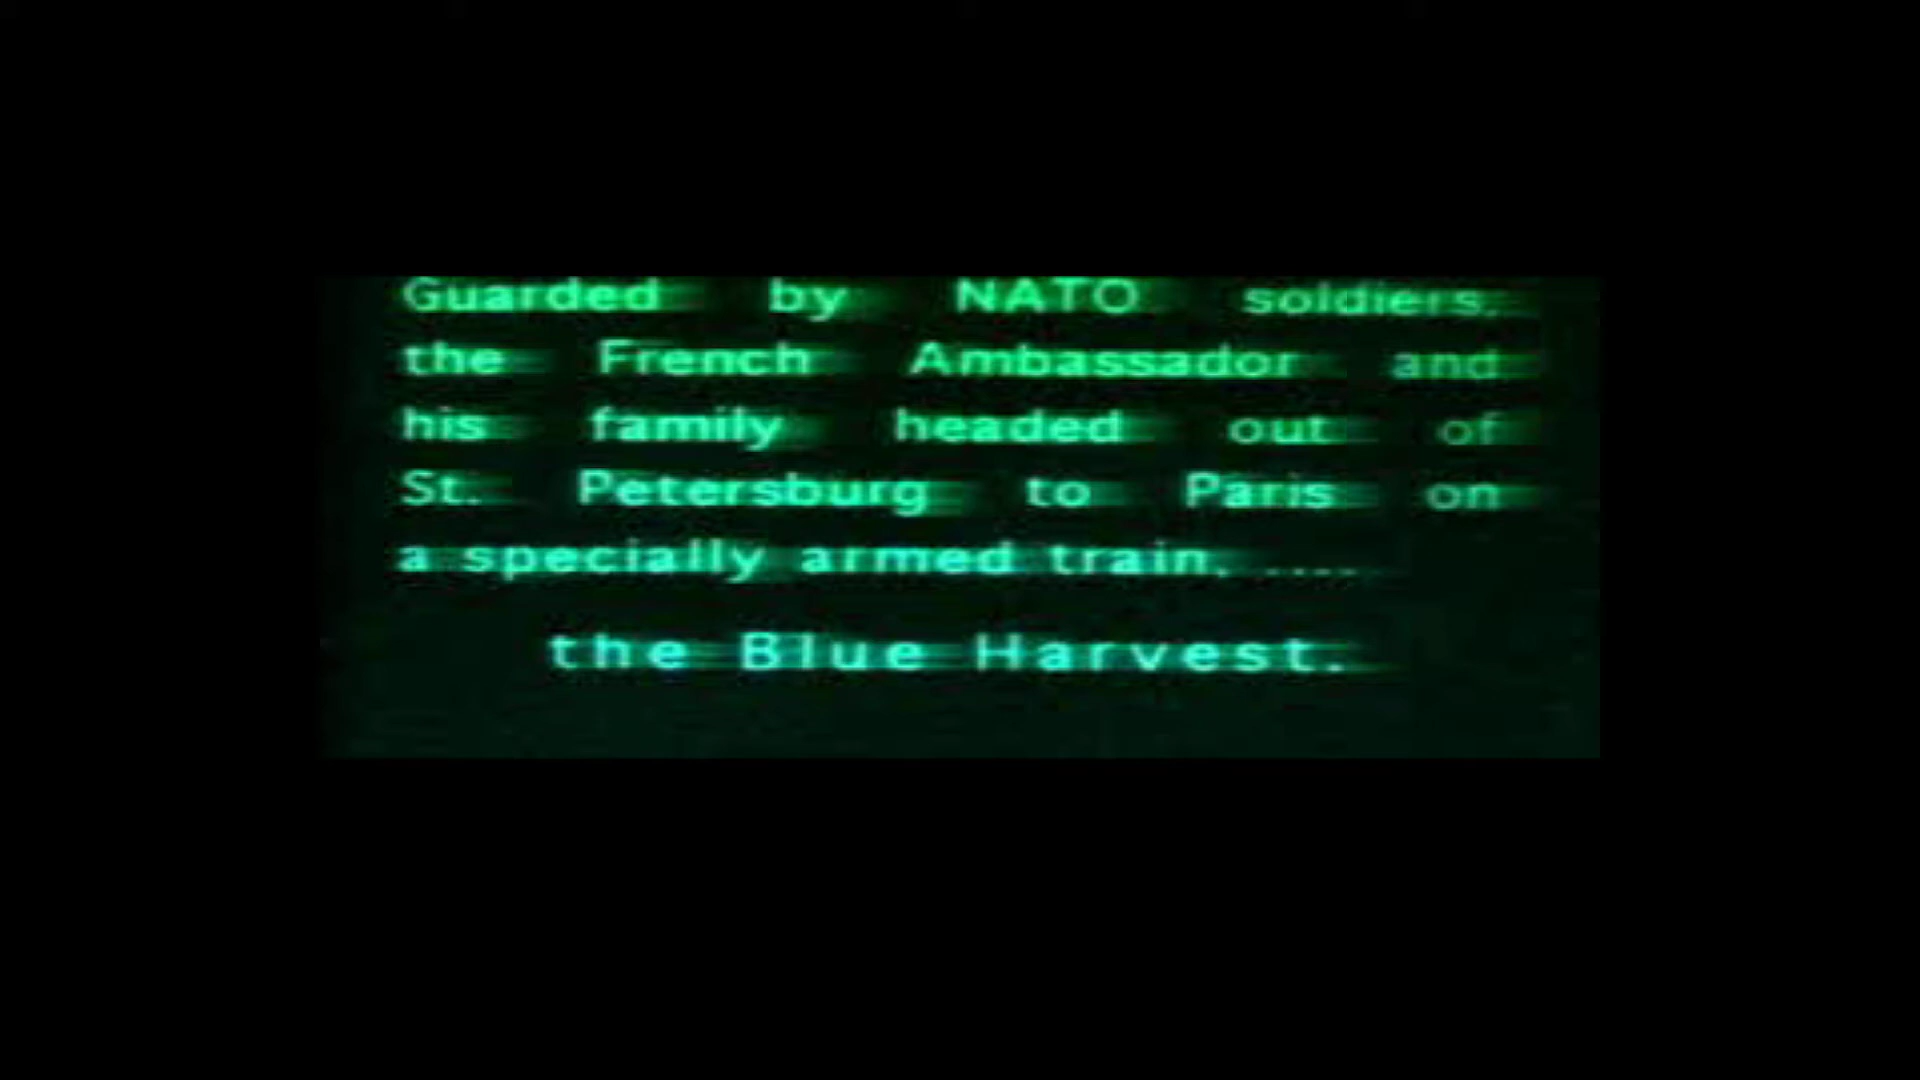 Guarded by NATO soldiers,
the French Ambassador and
his family headed out of
St. Petersburg to Paris on
a specially armed train. ....
the Blue Harvest.